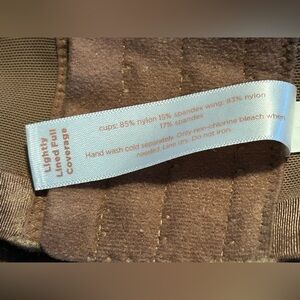 Lightly
Lined Full
Coverage
cups: 85% nylon 15% spandex wing: 83% nylon
17% spandex
Hand wash cold separately. Only non-chlorine bleach when
needed. Line dry. Do not iron.